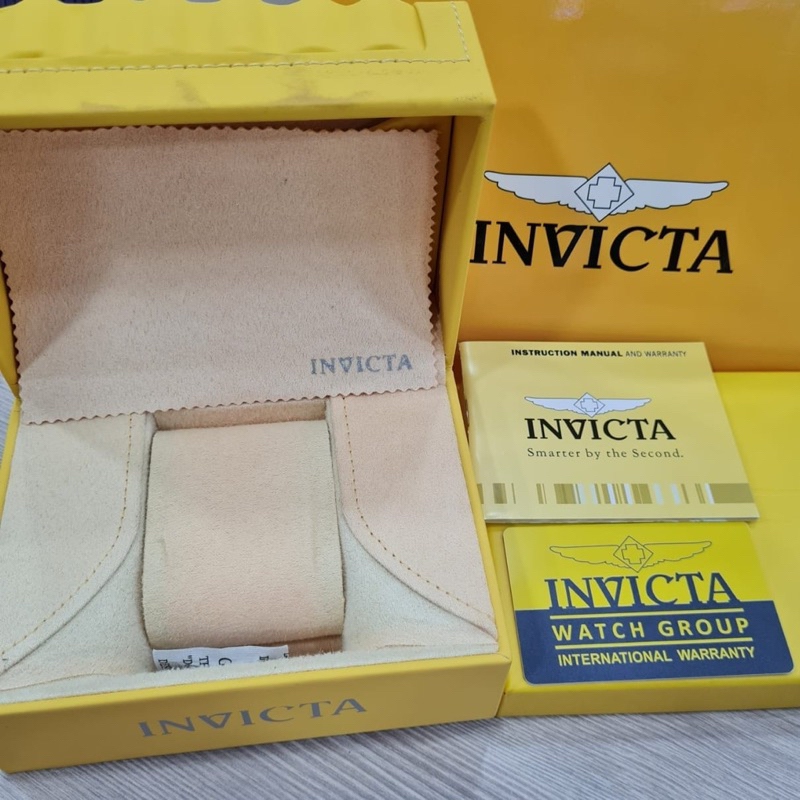 INVICTA
INVICTA
INSTRUCTION MANUAL AND WARRANTY
INVICTA
Smarter by the Second.
INVICTA
WATCH GROUP
INTERNATIONAL WARRANTY
INVICTA